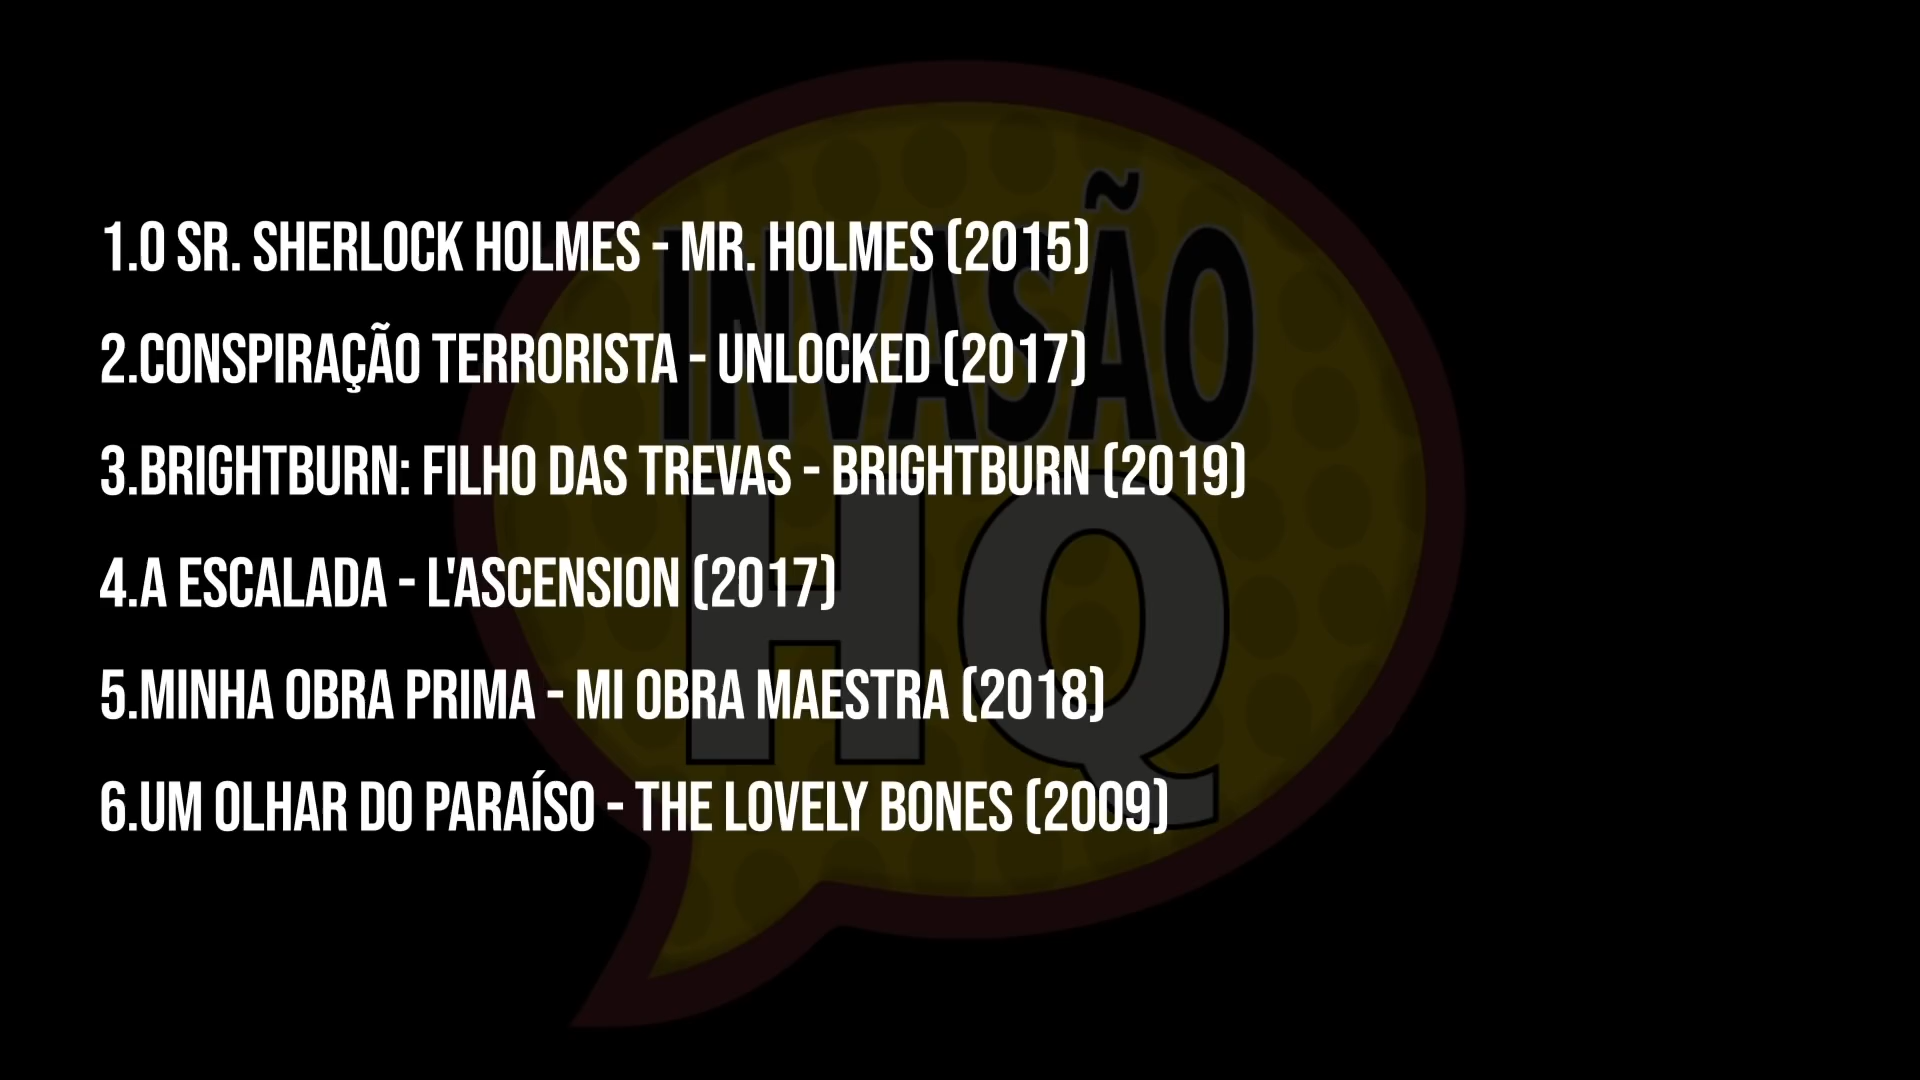 1.O SR. SHERLOCK HOLMES - MR. HOLMES (2015)
2.CONSPIRAÇÃO TERRORISTA - UNLOCKED (2017)
3.BRIGHTBURN: FILHO DAS TREVAS - BRIGHTBURN (2019)
4.A ESCALADA - L'ASCENSION (2017)
5.MINHA OBRA PRIMA - MI OBRA MAESTRA (2018)
6.UM OLHAR DO PARAÍSO - THE LOVELY BONES (2009)
INVASÃO
HQ